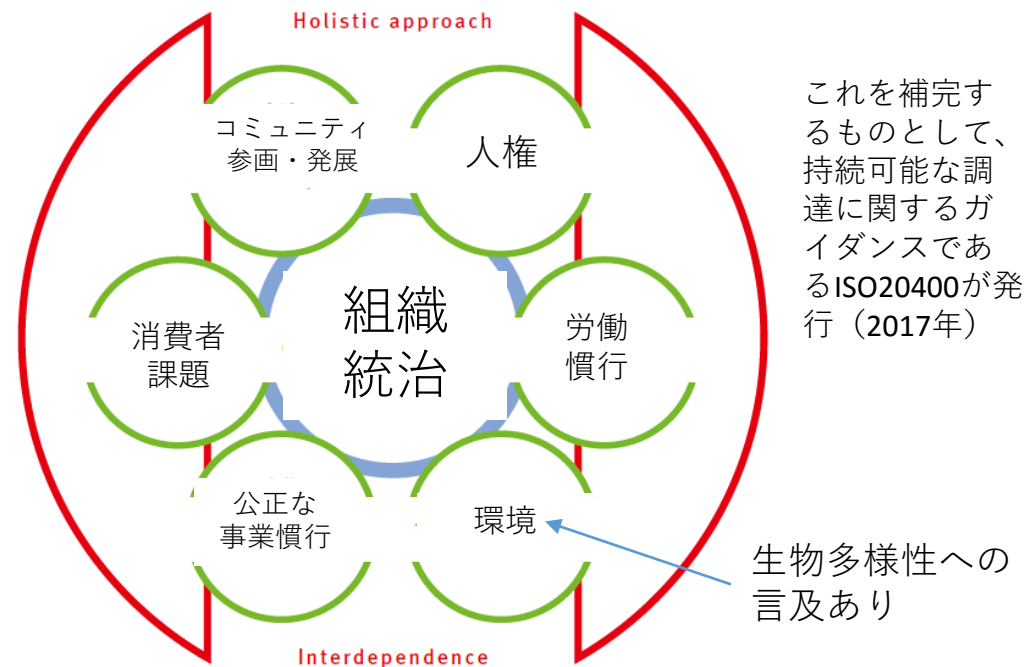 Holistic approach
コミュニティ
参画・発展
人権
これを補完す
るものとして、
持続可能な調
達に関するガ
イダンスであ
るISO20400が発
行（2017年）
消費者
課題
組織
統治
労働
慣行
公正な
事業慣行
環境
生物多様性への
言及あり
Interdependence